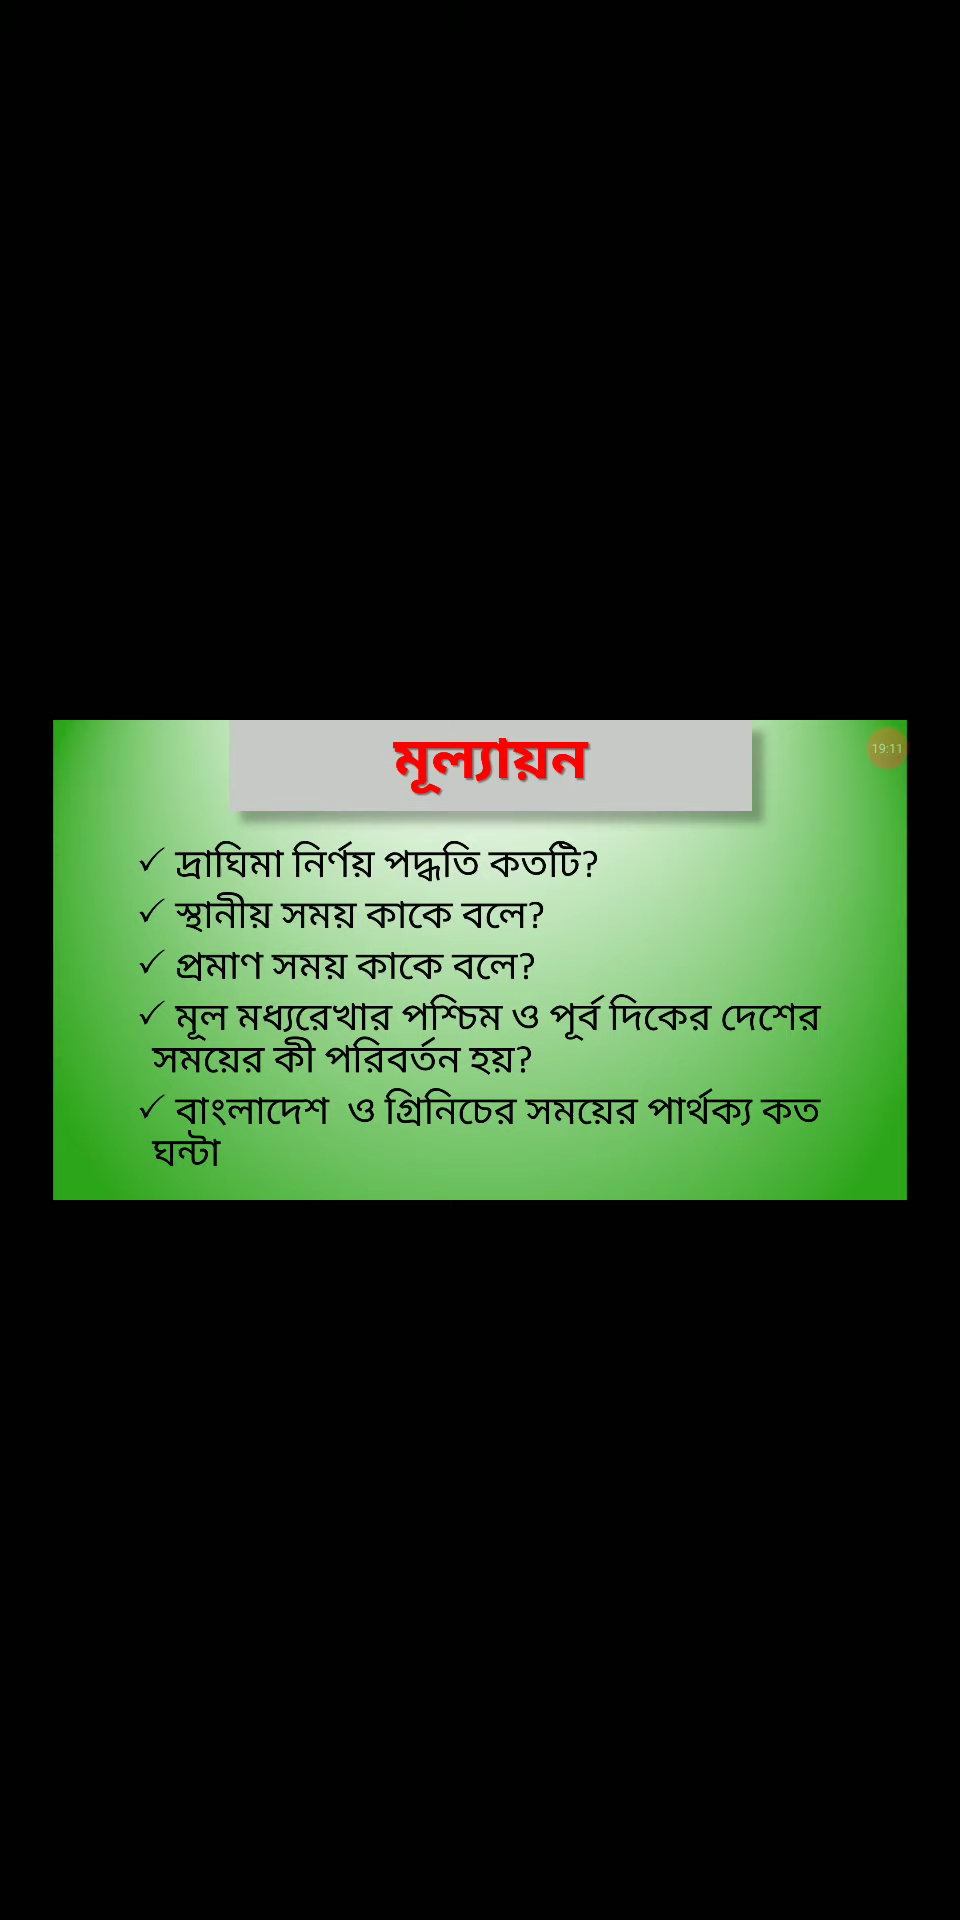 মূল্যায়ন
19:11
✓ দ্রাঘিমা নির্ণয় পদ্ধতি কতটি?
✓ স্থানীয় সময় কাকে বলে?
✓ প্রমাণ সময় কাকে বলে?
✓ মূল মধ্যরেখার পশ্চিম ও পূর্ব দিকের দেশের
সময়ের কী পরিবর্তন হয়?
✓ বাংলাদেশ ও গ্রিনিচের সময়ের পার্থক্য কত
ঘন্টা